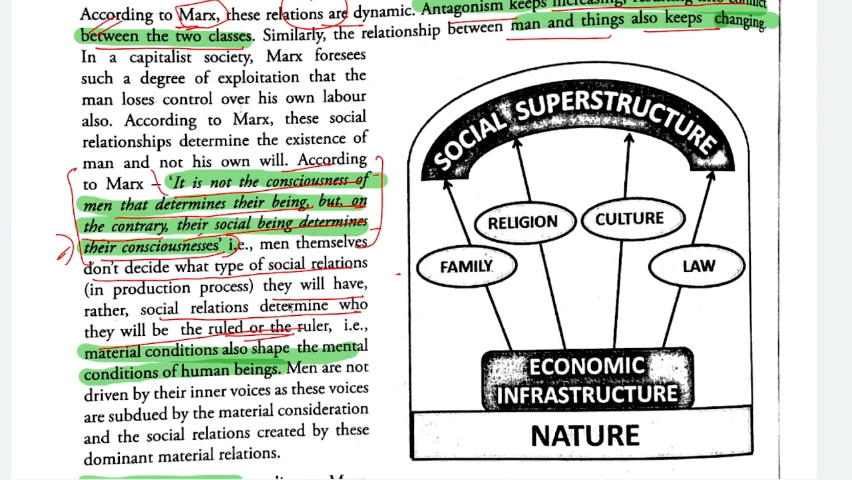 According to Marx, these relations are dynamic. Antagonism keeps increasing, resulting into conflict
between the two classes. Similarly, the relationship between man and things also keeps changing.
In a capitalist society, Marx foresees
such a degree of exploitation that the
man loses control over his own labour
also. According to Marx, these social
relationships determine the existence of
man and not his own will. According
to Marx – 'It is not the consciousness of
men that determines their being, but on
the contrary, their social being determines
their consciousnesses' i.e., men themselves
don't decide what type of social relations
(in production process) they will have,
rather, social relations determine who
they will be the ruled or the ruler, i.e.,
material conditions also shape the mental
conditions of human beings. Men are not
driven by their inner voices as these voices
are subdued by the material consideration
and the social relations created by these
dominant material relations.
SOCIAL SUPERSTRUCTURE
RELIGION
CULTURE
FAMILY
LAW
ECONOMIC
INFRASTRUCTURE
NATURE